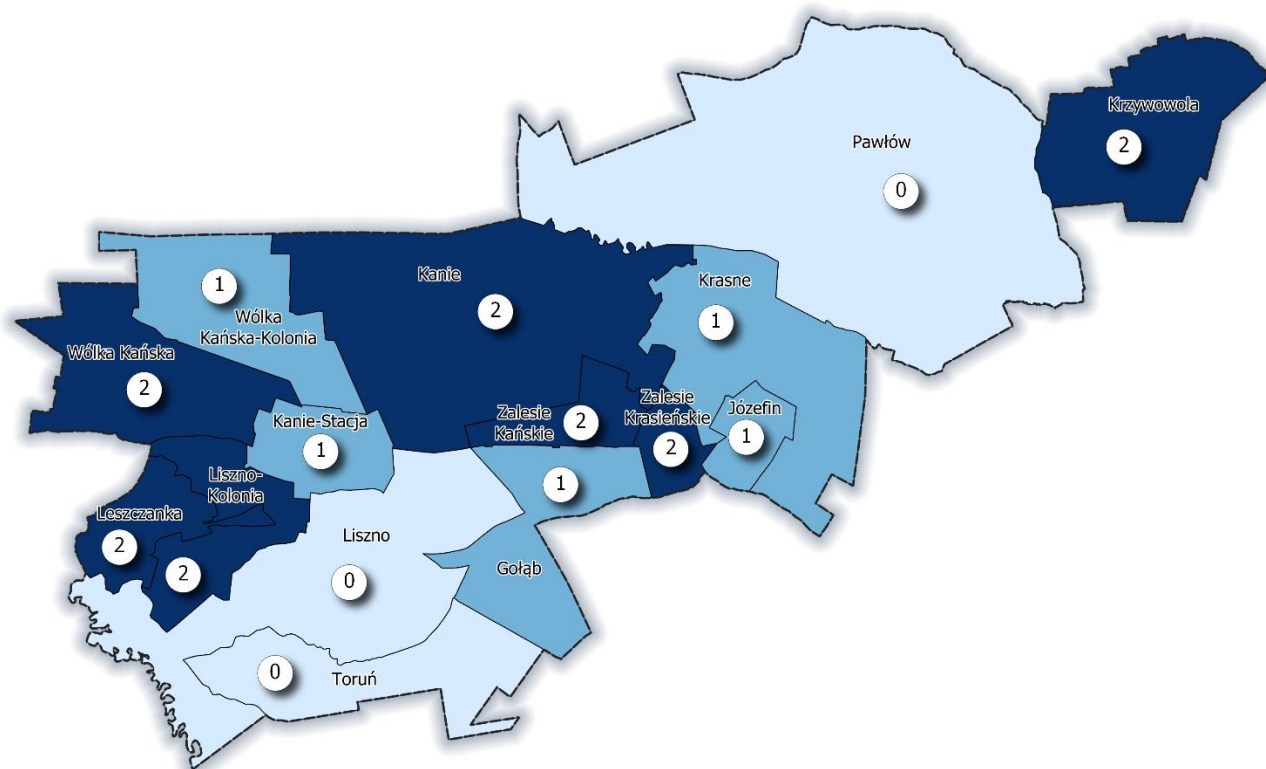 Krzywowola
2
Pawłów
0
Kanie
2
Krasne
1
1
Wólka
Kańska-Kolonia
Wólka Kańska
2
Zalesie
Krasieńskie
2
Józefin
1
Zalesie
Kańskie
2
Kanie-Stacja
1
Liszno-
Kolonia
2
1
Gołąb
Leszczanka
2
Liszno
0
Toruń
0